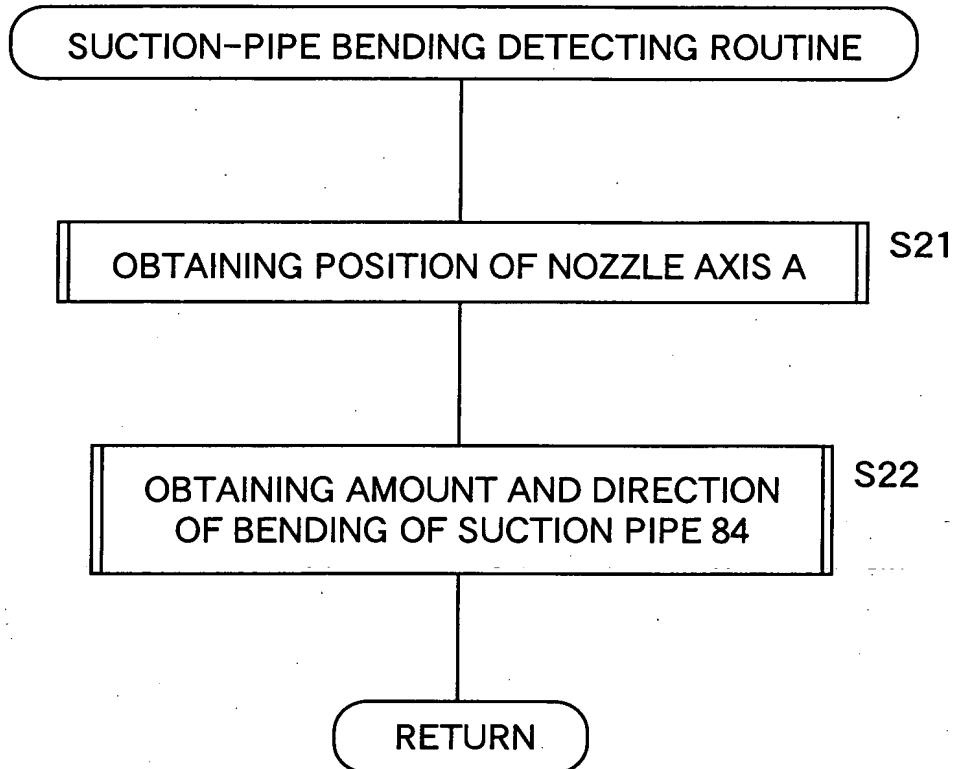 SUCTION-PIPE BENDING DETECTING ROUTINE
OBTAINING POSITION OF NOZZLE AXIS A
S21
OBTAINING AMOUNT AND DIRECTION
OF BENDING OF SUCTION PIPE 84
S22
RETURN